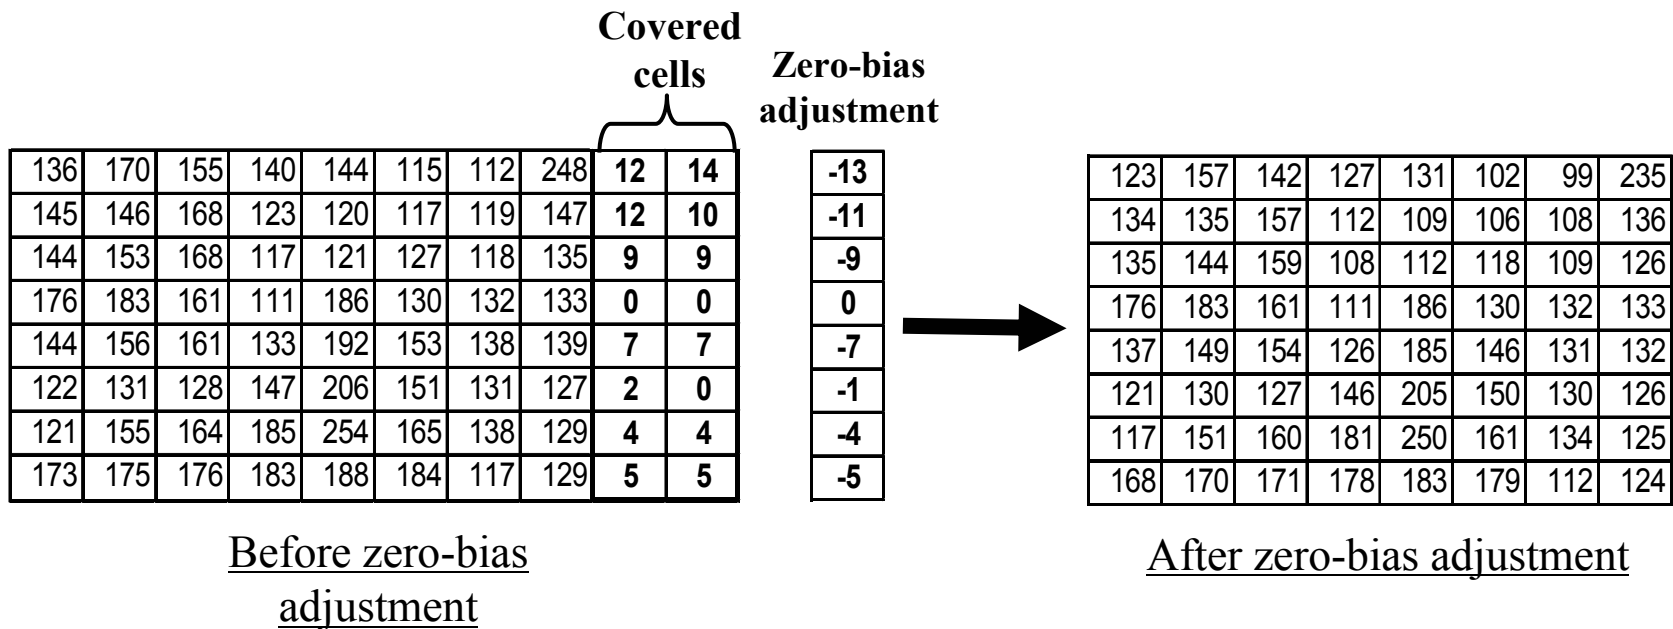 Covered
cells
Zero-bias
adjustment
136 170 155 140 144 115 112 248 12 14
145 146 168 123 120 117 119 147 12 10
144 153 168 117 121 127 118 135 9 9
176 183 161 111 186 130 132 133 0 0
144 156 161 133 192 153 138 139 7 7
122 131 128 147 206 151 131 127 2 0
121 155 164 185 254 165 138 129 4 4
173 175 176 183 188 184 117 129 5 5
-13
-11
-9
0
-7
-1
-4
-5
123 157 142 127 131 102 99 235
134 135 157 112 109 106 108 136
135 144 159 108 112 118 109 126
176 183 161 111 186 130 132 133
137 149 154 126 185 146 131 132
121 130 127 146 205 150 130 126
117 151 160 181 250 161 134 125
168 170 171 178 183 179 112 124
Before zero-bias
adjustment
After zero-bias adjustment